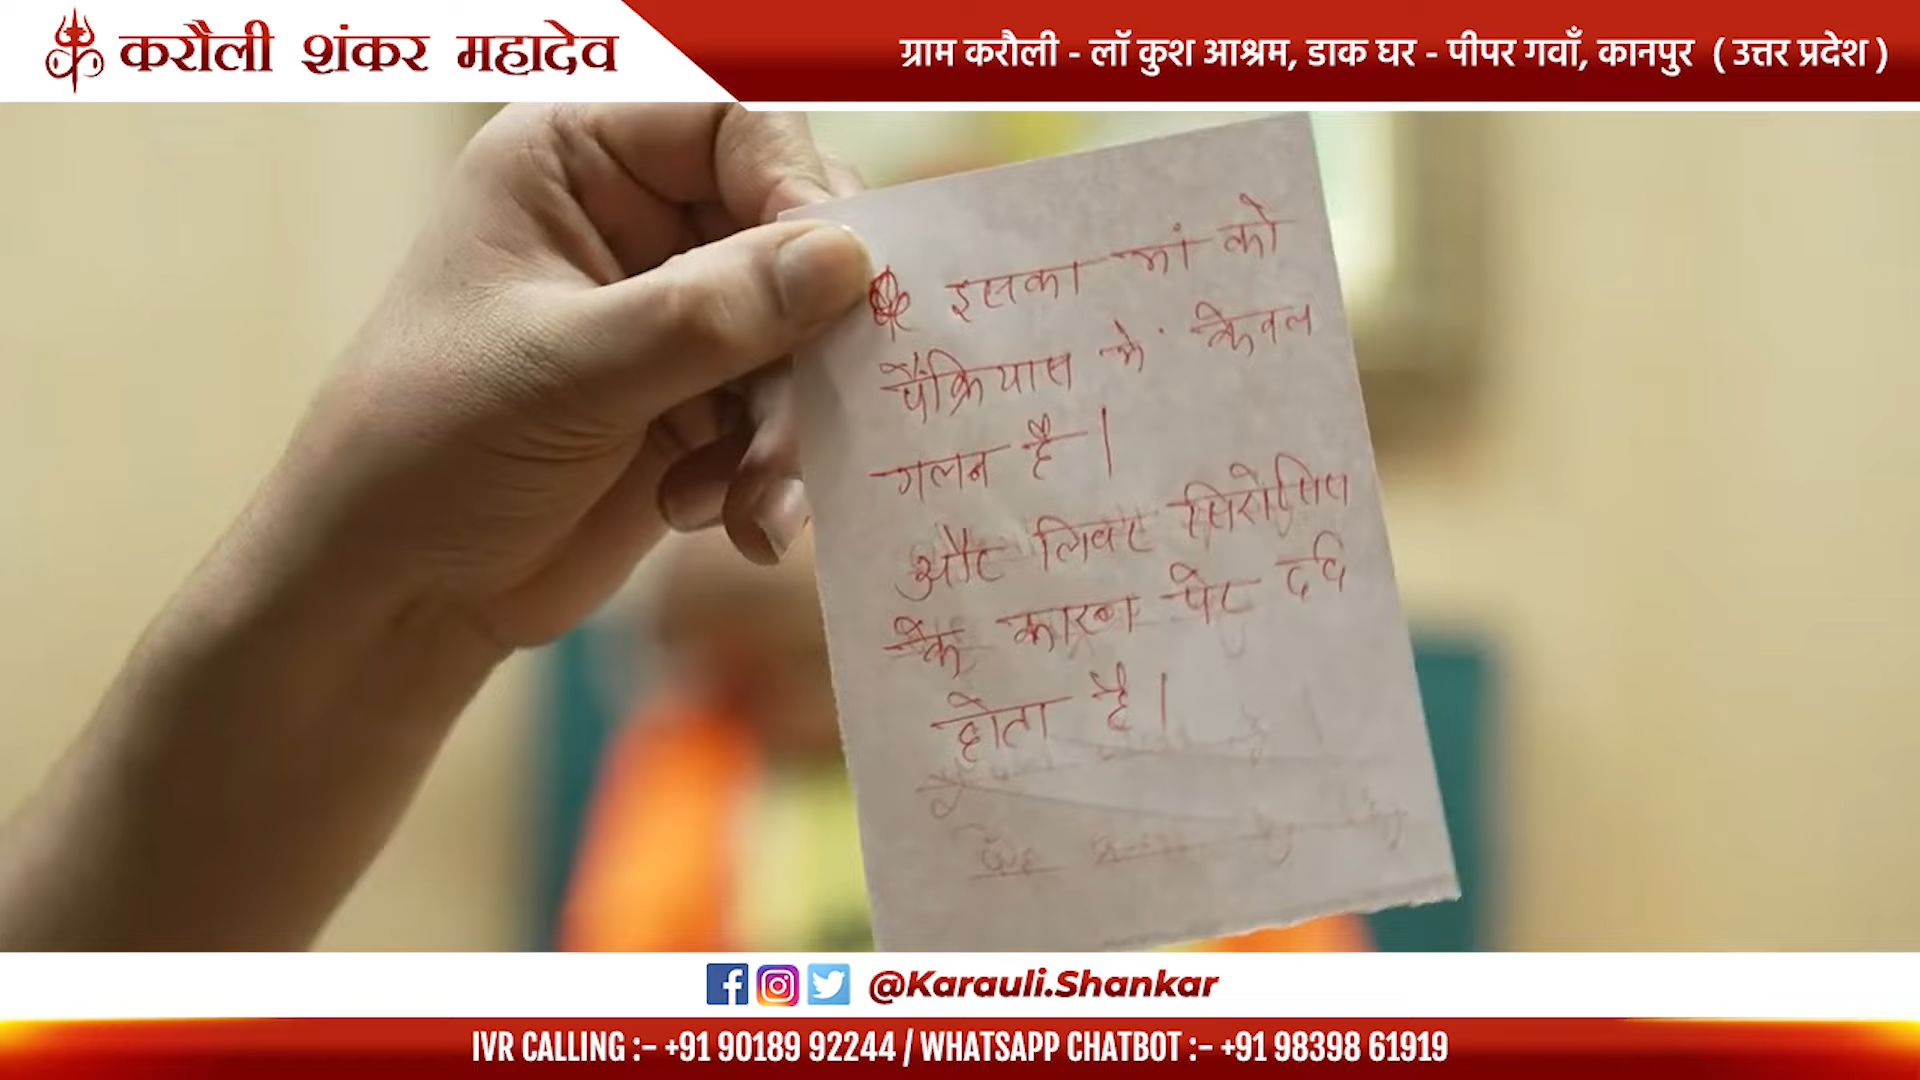 करौली शंकर महादेव
ग्राम करौली - लॉ कुश आश्रम, डाक घर - पीपर गवाँ, कानपुर ( उत्तर प्रदेश )
इसका मां को
पैंक्रियास में केवल
गलन है।
और लिवर सिरोसिस
के कारण पेट दर्द
होता है।
@Karauli.Shankar
IVR CALLING :- +91 90189 92244 / WHATSAPP CHATBOT :- +91 98398 61919